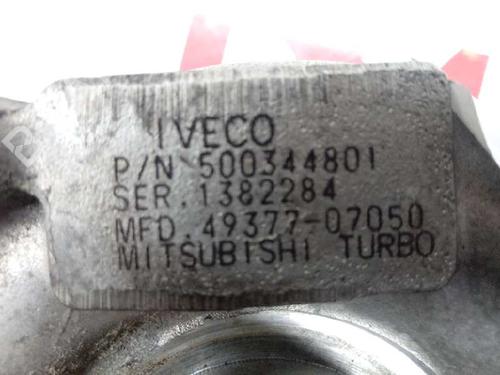 IVECO
P/N 500344801
SER. 1382284
MFD. 49377-07050
MITSUBISHI TURBO